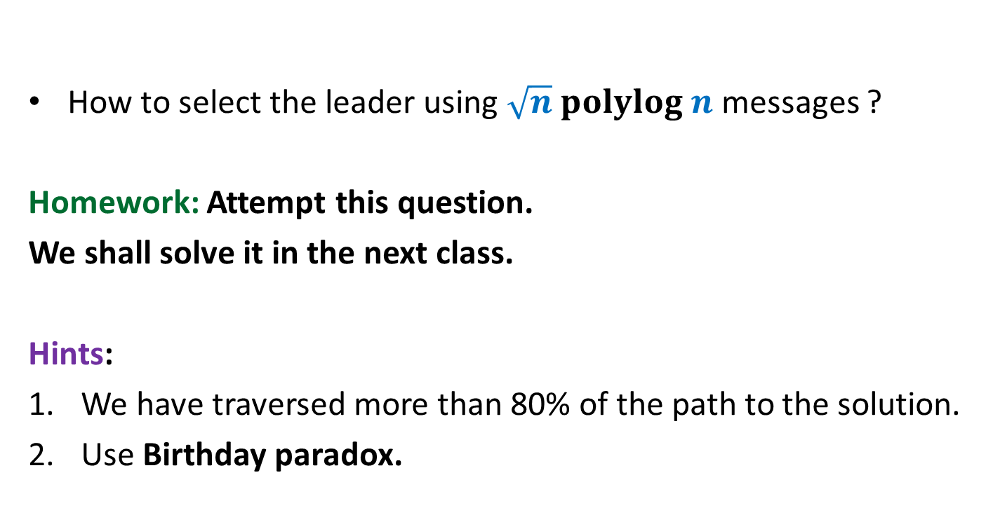 • How to select the leader using √n polylog n messages ?
Homework: Attempt this question.
We shall solve it in the next class.
Hints:
1. We have traversed more than 80% of the path to the solution.
2. Use Birthday paradox.